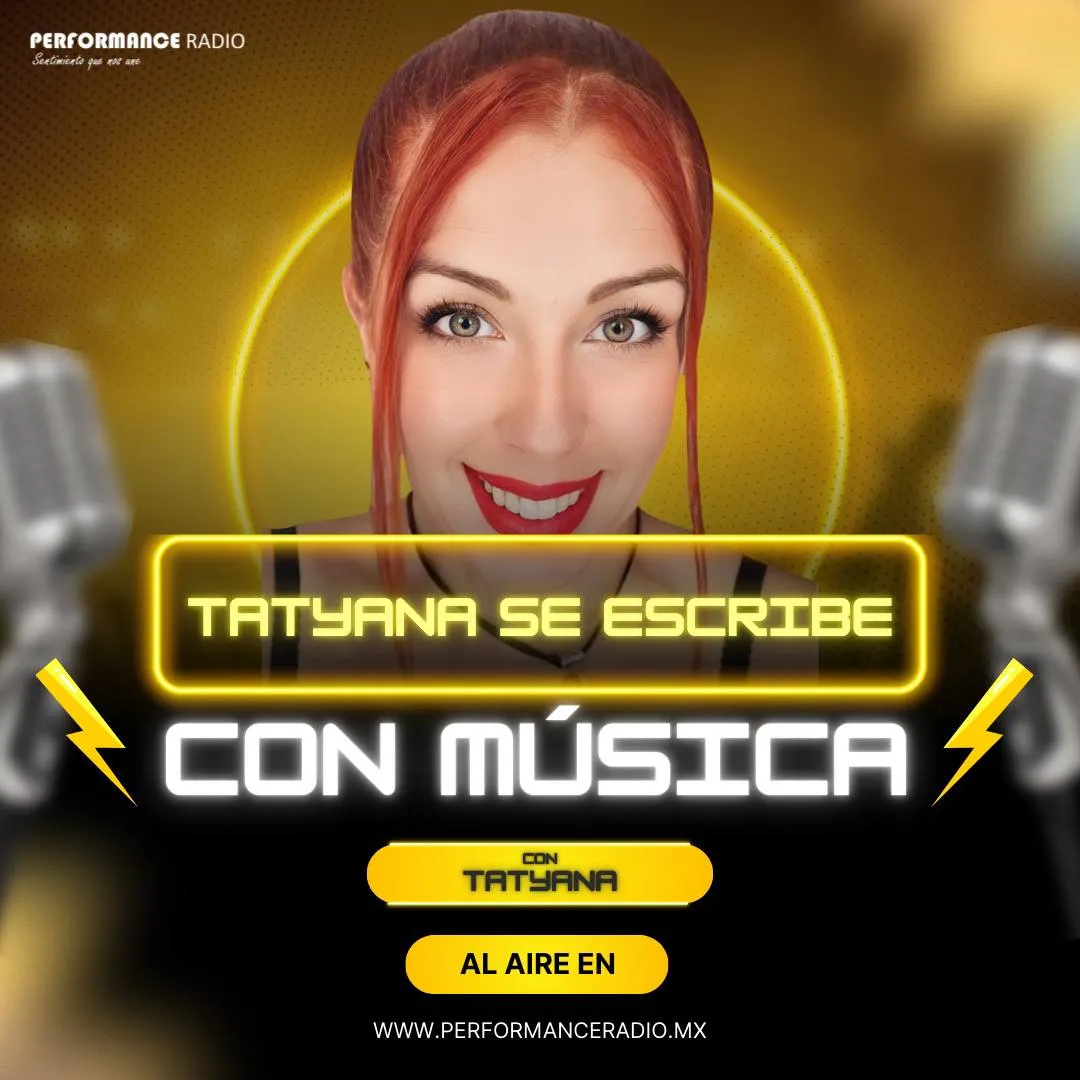 PERFORMANCE RADIO
Sentimiento que nos une
TATYANA SE ESCRIBE
CON MÚSICA
CON
TATYANA
AL AIRE EN
WWW.PERFORMANCERADIO.MX